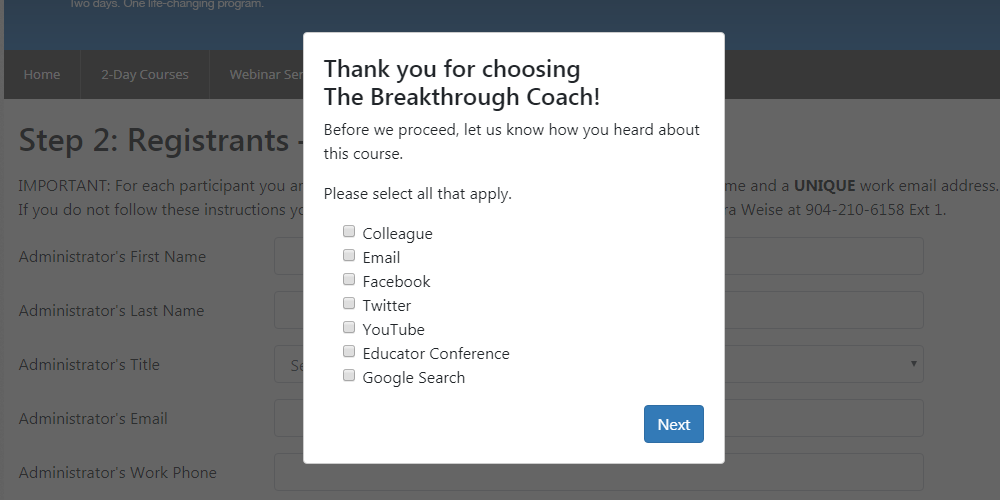 Two days. One life-changing program.
Home 2-Day Courses Webinar Ser
Thank you for choosing
The Breakthrough Coach!
Before we proceed, let us know how you heard about
this course.
Please select all that apply.
Colleague
Email
Facebook
Twitter
YouTube
Educator Conference
Google Search
Next
Step 2: Registrants -
IMPORTANT: For each participant you ar me and a UNIQUE work email address.
If you do not follow these instructions yo ra Weise at 904-210-6158 Ext 1.
Administrator's First Name
Administrator's Last Name
Administrator's Title
Se
Administrator's Email
Administrator's Work Phone